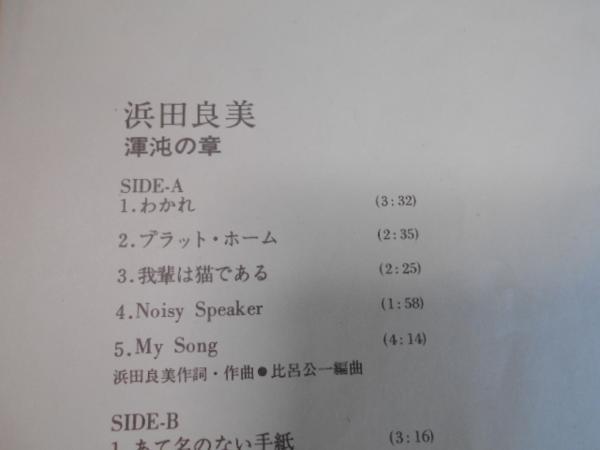 浜田良美
渾沌の章
SIDE-A
1.わかれ (3:32)
2.プラット・ホーム (2:35)
3.我輩は猫である (2:25)
4.Noisy Speaker (1:58)
5.My Song (4:14)
浜田良美作詞・作曲●比呂公一編曲
SIDE-B
1.あて名のない手紙 (3:16)